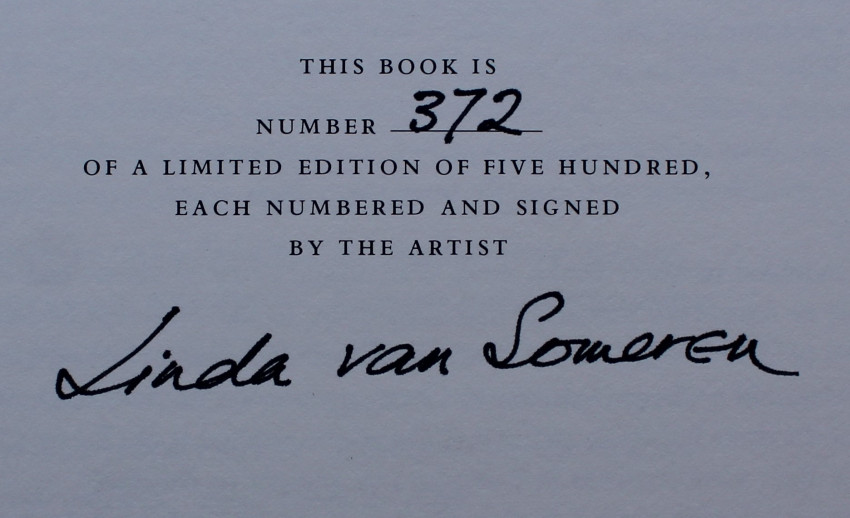 THIS BOOK IS
NUMBER 372
OF A LIMITED EDITION OF FIVE HUNDRED,
EACH NUMBERED AND SIGNED
BY THE ARTIST
Linda van Someren